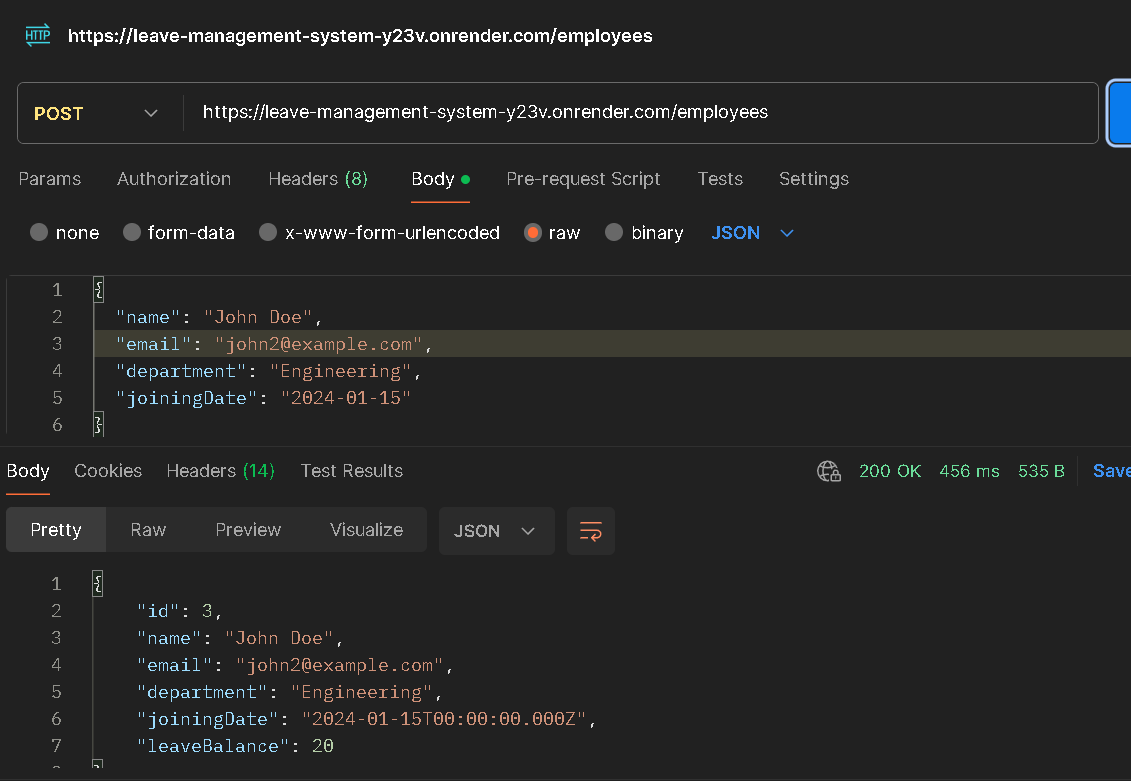 HTTP https://leave-management-system-y23v.onrender.com/employees
POST https://leave-management-system-y23v.onrender.com/employees
Params Authorization Headers (8) Body Pre-request Script Tests Settings
none form-data x-www-form-urlencoded raw binary JSON
1 {
2 "name": "John Doe",
3 "email": "john2@example.com",
4 "department": "Engineering",
5 "joiningDate": "2024-01-15"
6 }
Body Cookies Headers (14) Test Results 200 OK 456 ms 535 B Save
Pretty Raw Preview Visualize JSON
1 {
2 "id": 3,
3 "name": "John Doe",
4 "email": "john2@example.com",
5 "department": "Engineering",
6 "joiningDate": "2024-01-15T00:00:00.000Z",
7 "leaveBalance": 20
}